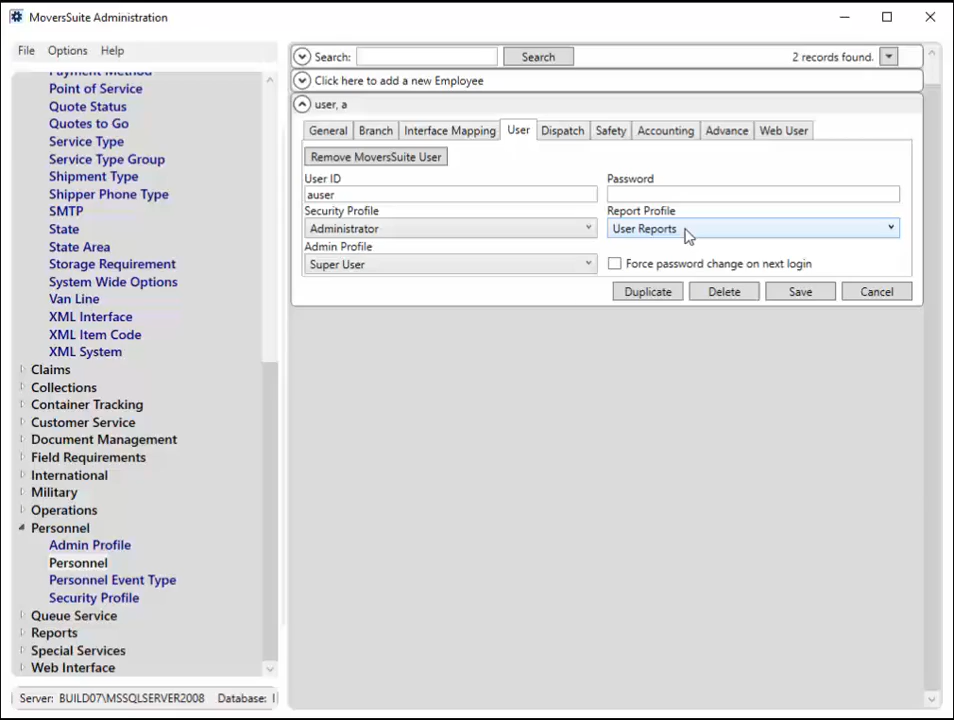 MoversSuite Administration
File Options Help
Payment Method
Point of Service
Quote Status
Quotes to Go
Service Type
Service Type Group
Shipment Type
Shipper Phone Type
SMTP
State
State Area
Storage Requirement
System Wide Options
Van Line
XML Interface
XML Item Code
XML System
Claims
Collections
Container Tracking
Customer Service
Document Management
Field Requirements
International
Military
Operations
Personnel
Admin Profile
Personnel
Personnel Event Type
Security Profile
Queue Service
Reports
Special Services
Web Interface
Server: BUILD07\MSSQLSERVER2008 Database:
Search: Search 2 records found.
Click here to add a new Employee
user, a
General Branch Interface Mapping User Dispatch Safety Accounting Advance Web User
Remove MoversSuite User
User ID Password
auser
Security Profile Report Profile
Administrator User Reports
Admin Profile
Super User Force password change on next login
Duplicate Delete Save Cancel